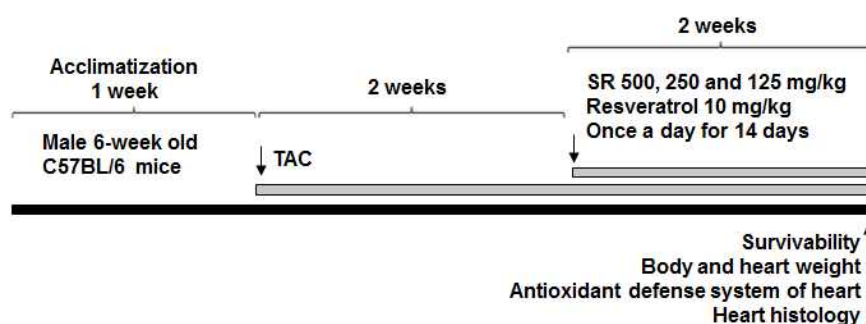 2 weeks
Acclimatization
1 week
2 weeks
SR 500, 250 and 125 mg/kg
Resveratrol 10 mg/kg
Once a day for 14 days
Male 6-week old
C57BL/6 mice
TAC
Survivability
Body and heart weight
Antioxidant defense system of heart
Heart histology